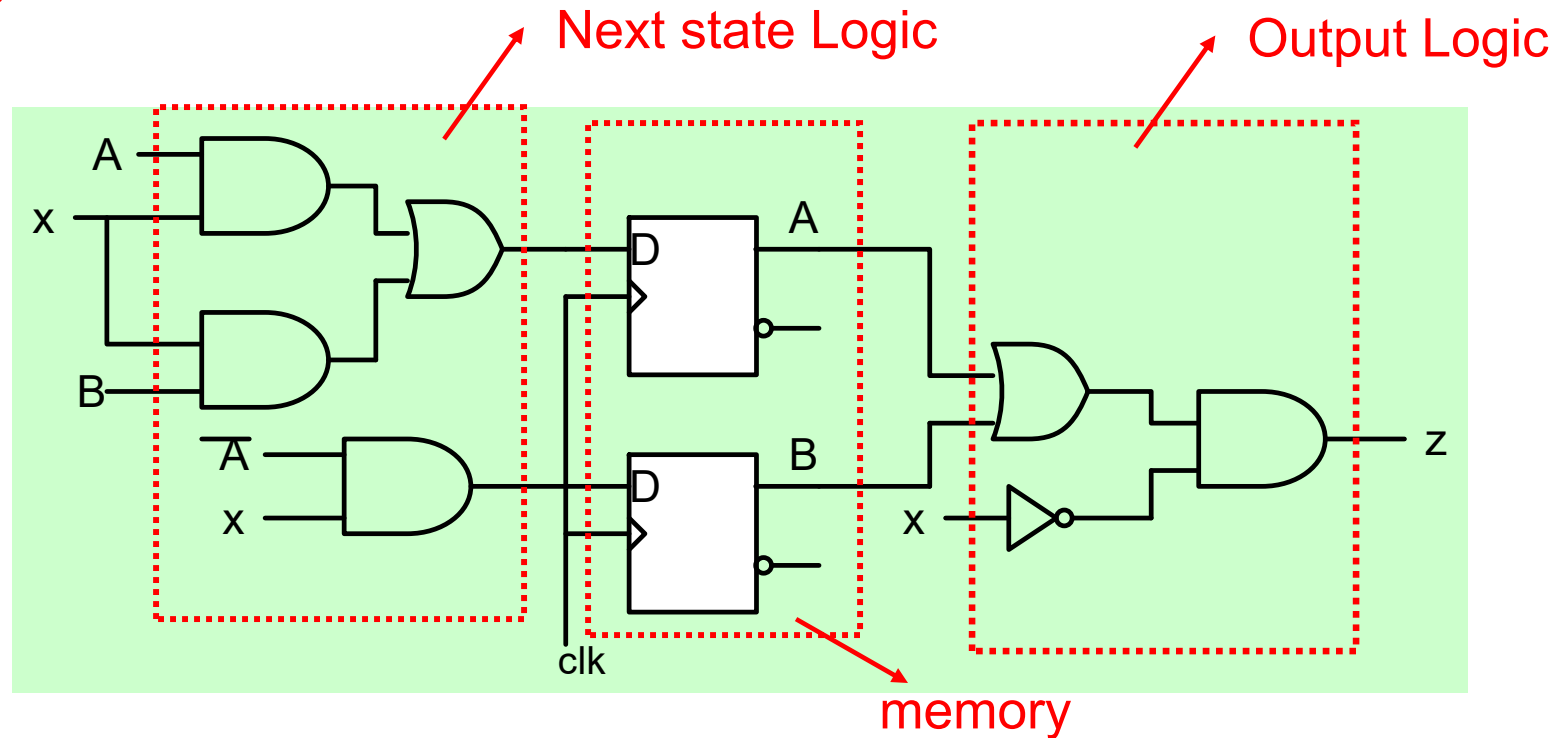 Next state Logic
Output Logic
A
x
B
A̅
x
D
A
D
B
clk
x
z
memory